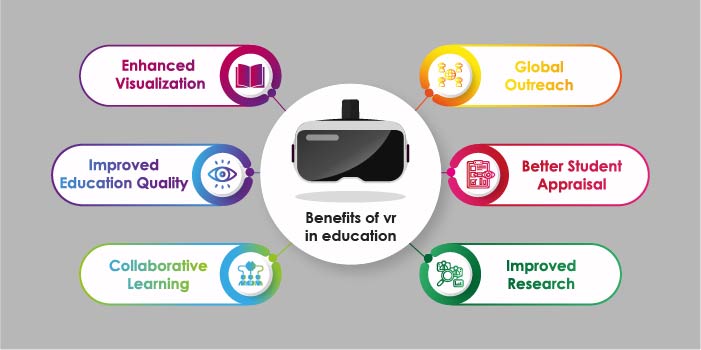 Enhanced
Visualization
Global
Outreach
Improved
Education Quality
Better Student
Appraisal
Benefits of vr
in education
Collaborative
Learning
Improved
Research